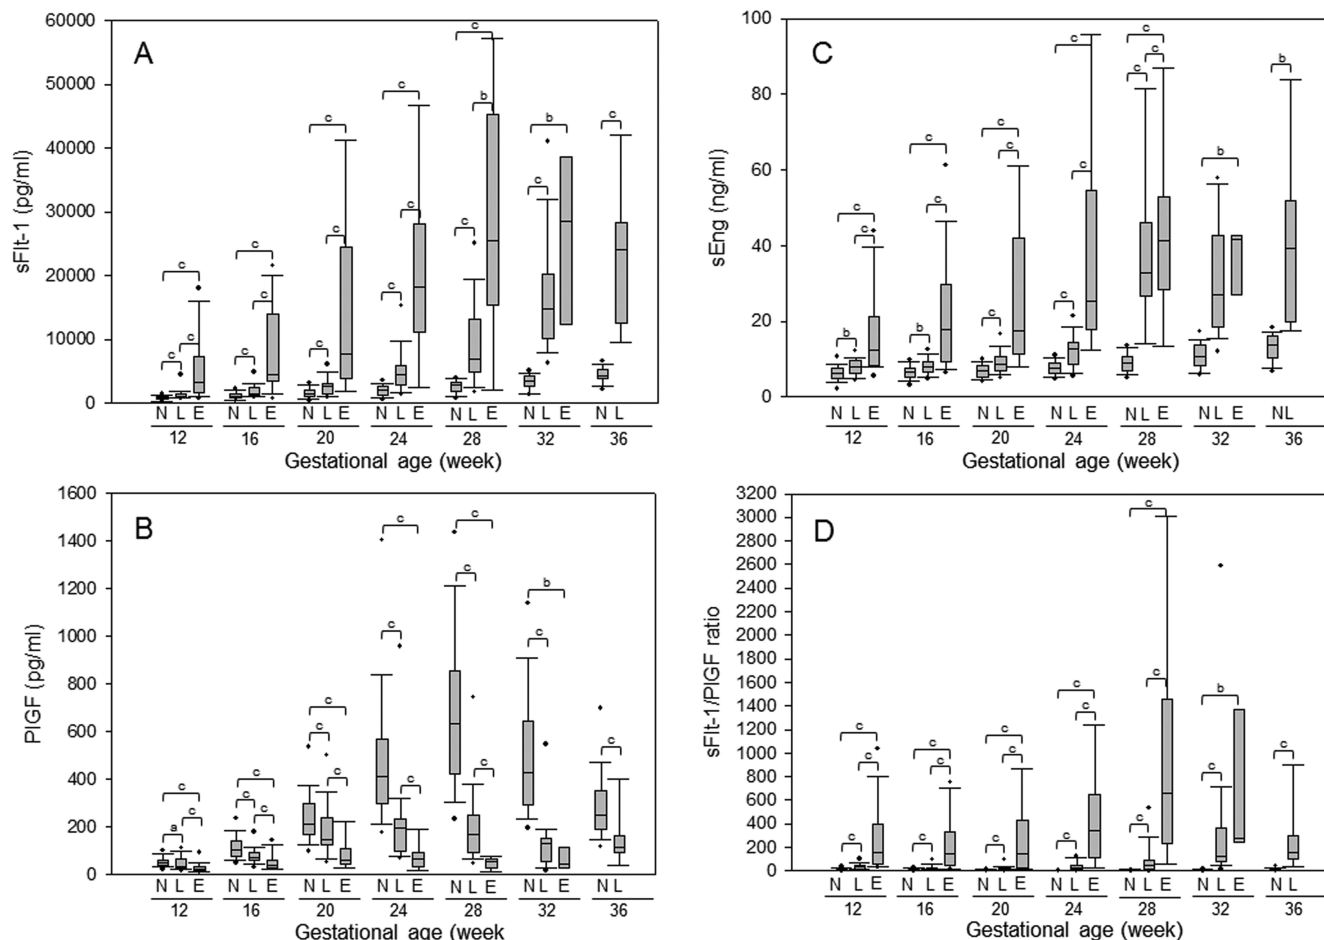 A
sFlt-1 (pg/ml)
60000
50000
40000
30000
20000
10000
0
c c c c c c c c c c c c c c b c b c
N L E N L E N L E N L E N L E N L E N L
12 16 20 24 28 32 36
Gestational age (week)
C
sEng (ng/ml)
100
80
60
40
20
0
c b c c b c c c c c c c c c c b b
N L E N L E N L E N L E N L E N L E N L
12 16 20 24 28 32 36
Gestational age (week)
B
PlGF (pg/ml)
1600
1400
1200
1000
800
600
400
200
0
c a c c c c c c c c c c c c c b c c
N L E N L E N L E N L E N L E N L E N L
12 16 20 24 28 32 36
Gestational age (week
D
sFlt-1/PlGF ratio
3200
3000
2800
2600
2400
2200
2000
1800
1600
1400
1200
1000
800
600
400
200
0
c c c c c c c c c c c c c c c b c c
N L E N L E N L E N L E N L E N L E N L
12 16 20 24 28 32 36
Gestational age (week)